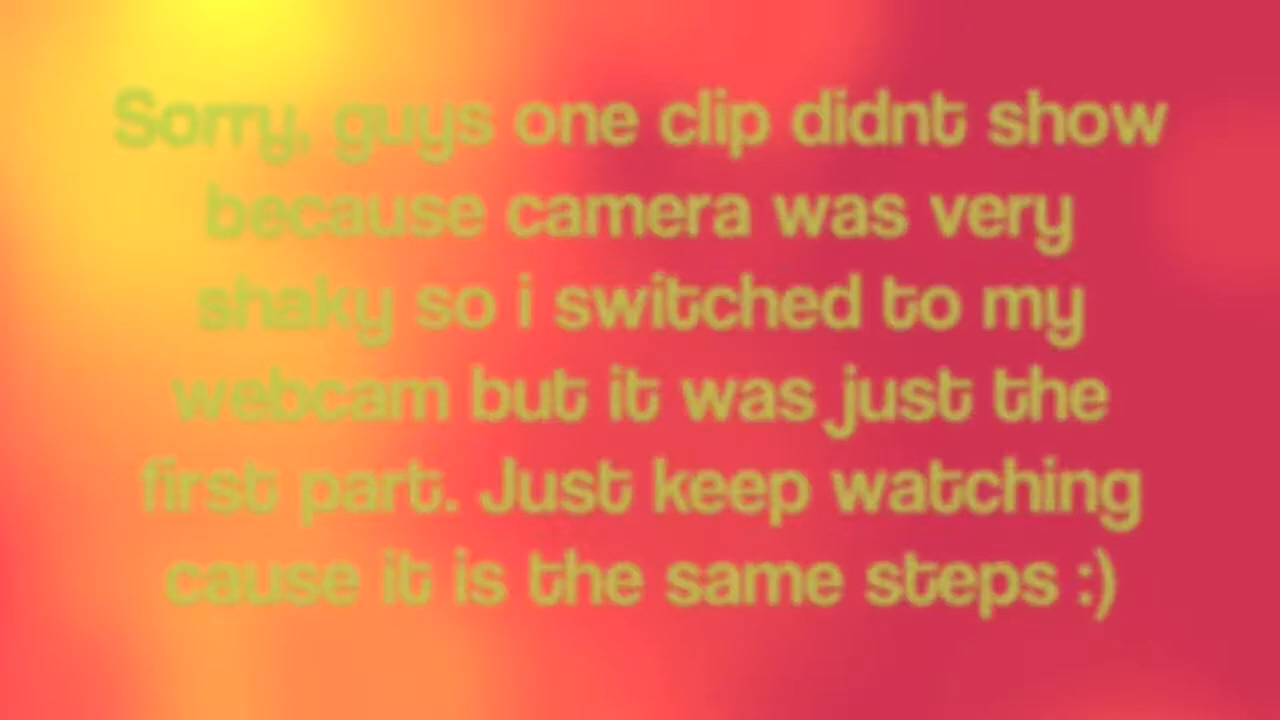 Sorry, guys one clip didnt show
because camera was very
shaky so i switched to my
webcam but it was just the
first part. Just keep watching
cause it is the same steps :)